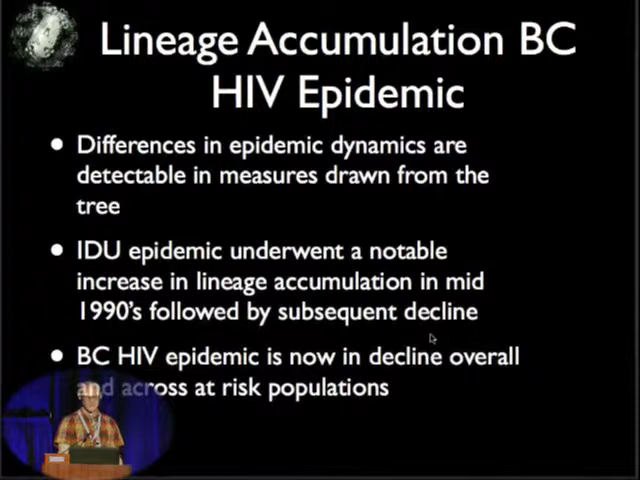 Lineage Accumulation BC
HIV Epidemic
• Differences in epidemic dynamics are
detectable in measures drawn from the
tree
• IDU epidemic underwent a notable
increase in lineage accumulation in mid
1990's followed by subsequent decline
• BC HIV epidemic is now in decline overall
and across at risk populations